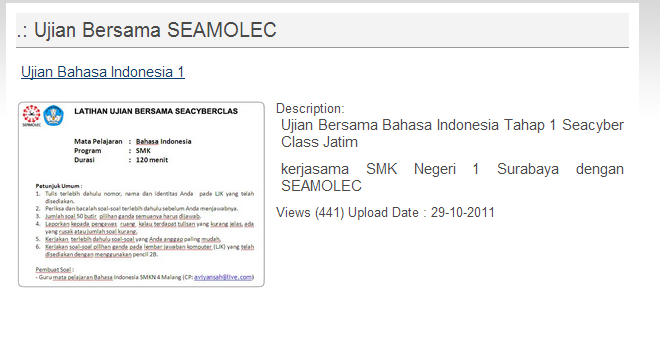 .: Ujian Bersama SEAMOLEC
Ujian Bahasa Indonesia 1
SEAMOLEC
LATIHAN UJIAN BERSAMA SEACYBERCLAS
Mata Pelajaran : Bahasa Indonesia
Program : SMK
Durasi : 120 menit
Petunjuk Umum :
1. Tulis terlebih dahulu nomor, nama dan identitas Anda pada LJK yang telah
disediakan.
2. Periksa dan bacalah soal-soal terlebih dahulu sebelum Anda menjawabnya.
3. Jumlah soal 50 butir pilihan ganda semuanya harus dijawab.
4. Laporkan kepada pengawas ruang kalau terdapat tulisan yang kurang jelas, ada
yang rusak atau jumlah soal kurang.
5. Kerjakan terlebih dahulu soal-soal yang Anda anggap paling mudah.
6. Kerjakan soal-soal pilihan ganda pada lembar jawaban komputer (LJK) yang telah
disediakan dengan menggunakan pencil 2B.
Pembuat Soal :
- Guru mata pelajaran Bahasa Indonesia SMKN 4 Malang (CP: aviyansah@live.com)
Description:
Ujian Bersama Bahasa Indonesia Tahap 1 Seacyber
Class Jatim
kerjasama SMK Negeri 1 Surabaya dengan
SEAMOLEC
Views (441) Upload Date : 29-10-2011